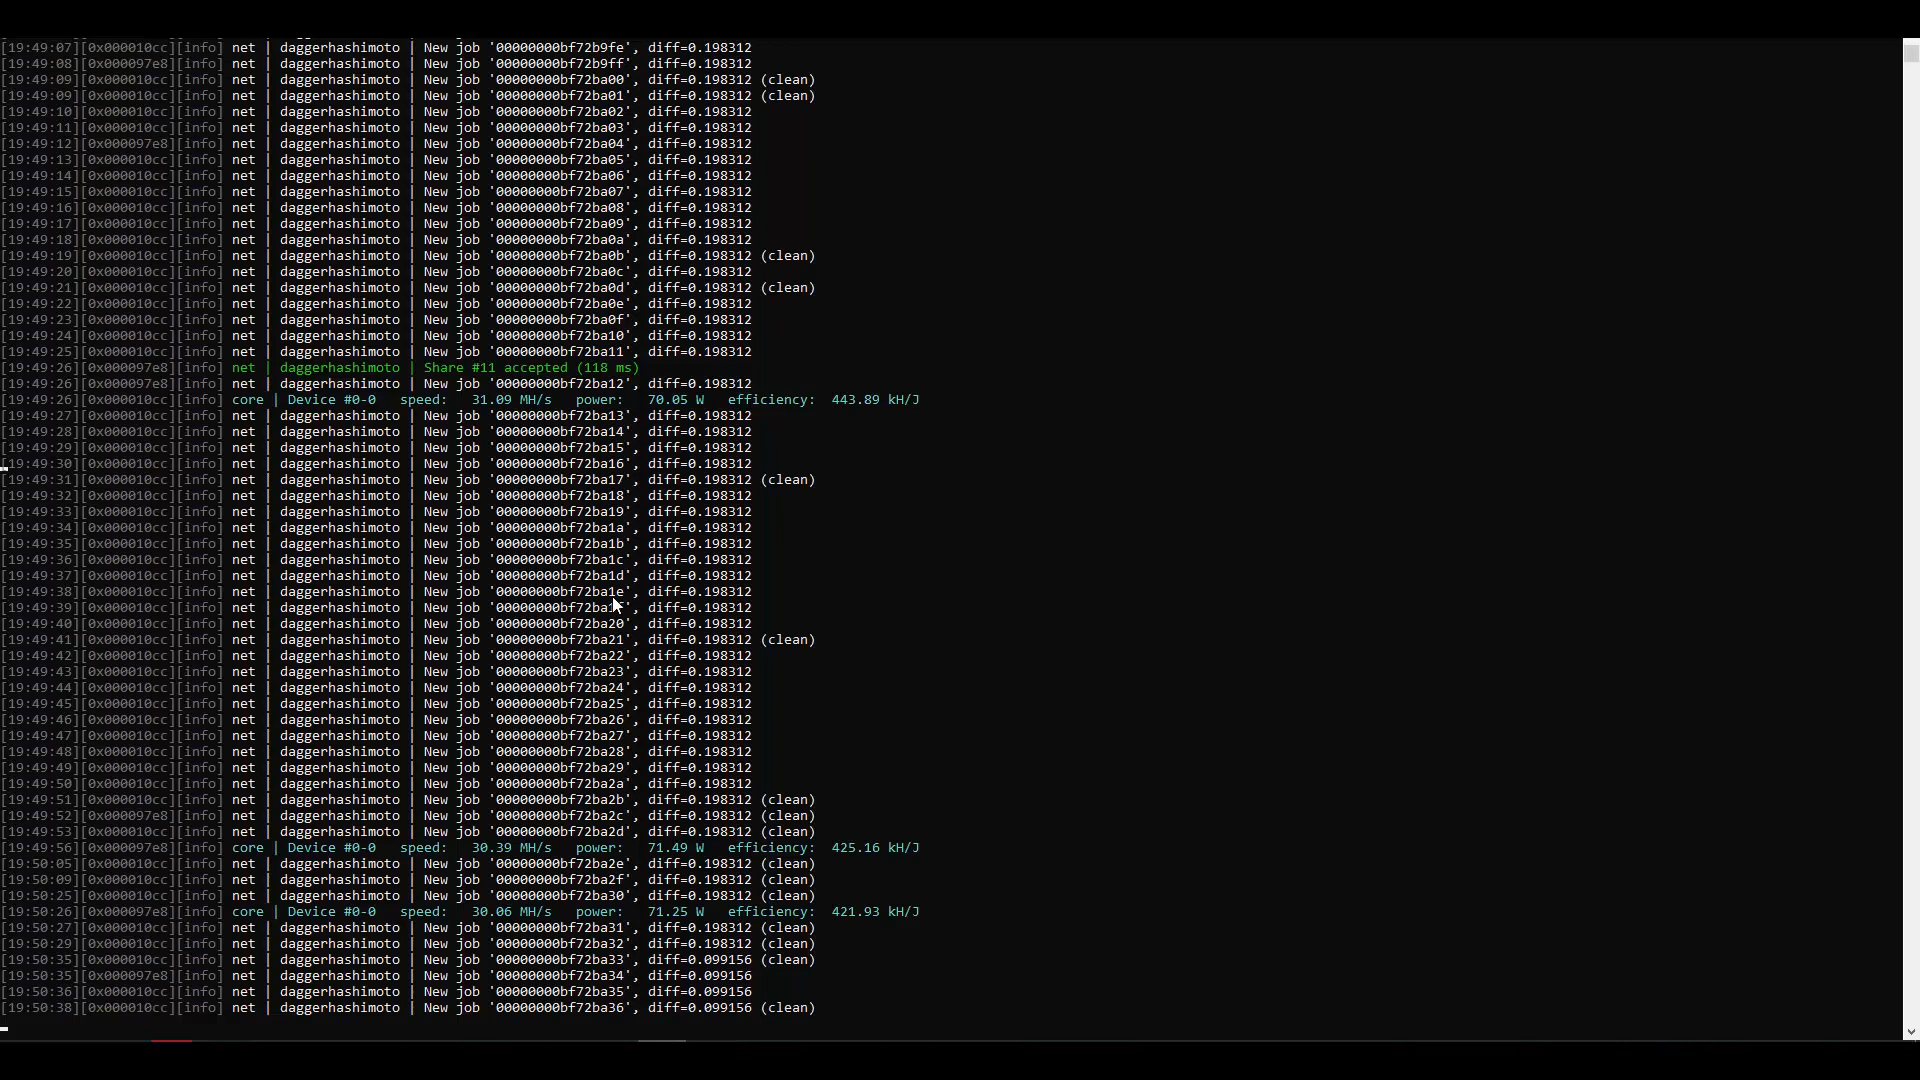 [19:49:07][0x000010cc][info] net | daggerhashimoto | New job '00000000bf72b9fe', diff=0.198312
[19:49:08][0x000097e8][info] net | daggerhashimoto | New job '00000000bf72b9ff', diff=0.198312
[19:49:09][0x000010cc][info] net | daggerhashimoto | New job '00000000bf72ba00', diff=0.198312 (clean)
[19:49:09][0x000010cc][info] net | daggerhashimoto | New job '00000000bf72ba01', diff=0.198312 (clean)
[19:49:10][0x000010cc][info] net | daggerhashimoto | New job '00000000bf72ba02', diff=0.198312
[19:49:11][0x000010cc][info] net | daggerhashimoto | New job '00000000bf72ba03', diff=0.198312
[19:49:12][0x000097e8][info] net | daggerhashimoto | New job '00000000bf72ba04', diff=0.198312
[19:49:13][0x000010cc][info] net | daggerhashimoto | New job '00000000bf72ba05', diff=0.198312
[19:49:14][0x000010cc][info] net | daggerhashimoto | New job '00000000bf72ba06', diff=0.198312
[19:49:15][0x000010cc][info] net | daggerhashimoto | New job '00000000bf72ba07', diff=0.198312
[19:49:16][0x000010cc][info] net | daggerhashimoto | New job '00000000bf72ba08', diff=0.198312
[19:49:17][0x000010cc][info] net | daggerhashimoto | New job '00000000bf72ba09', diff=0.198312
[19:49:18][0x000010cc][info] net | daggerhashimoto | New job '00000000bf72ba0a', diff=0.198312
[19:49:19][0x000010cc][info] net | daggerhashimoto | New job '00000000bf72ba0b', diff=0.198312 (clean)
[19:49:20][0x000010cc][info] net | daggerhashimoto | New job '00000000bf72ba0c', diff=0.198312
[19:49:21][0x000010cc][info] net | daggerhashimoto | New job '00000000bf72ba0d', diff=0.198312 (clean)
[19:49:22][0x000010cc][info] net | daggerhashimoto | New job '00000000bf72ba0e', diff=0.198312
[19:49:23][0x000010cc][info] net | daggerhashimoto | New job '00000000bf72ba0f', diff=0.198312
[19:49:24][0x000010cc][info] net | daggerhashimoto | New job '00000000bf72ba10', diff=0.198312
[19:49:25][0x000010cc][info] net | daggerhashimoto | New job '00000000bf72ba11', diff=0.198312
[19:49:26][0x000097e8][info] net | daggerhashimoto | Share #11 accepted (118 ms)
[19:49:26][0x000097e8][info] net | daggerhashimoto | New job '00000000bf72ba12', diff=0.198312
[19:49:26][0x000010cc][info] core | Device #0-0 speed: 31.09 MH/s power: 70.05 W efficiency: 443.89 kH/J
[19:49:27][0x000010cc][info] net | daggerhashimoto | New job '00000000bf72ba13', diff=0.198312
[19:49:28][0x000010cc][info] net | daggerhashimoto | New job '00000000bf72ba14', diff=0.198312
[19:49:29][0x000010cc][info] net | daggerhashimoto | New job '00000000bf72ba15', diff=0.198312
[19:49:30][0x000010cc][info] net | daggerhashimoto | New job '00000000bf72ba16', diff=0.198312
[19:49:31][0x000010cc][info] net | daggerhashimoto | New job '00000000bf72ba17', diff=0.198312 (clean)
[19:49:32][0x000010cc][info] net | daggerhashimoto | New job '00000000bf72ba18', diff=0.198312
[19:49:33][0x000010cc][info] net | daggerhashimoto | New job '00000000bf72ba19', diff=0.198312
[19:49:34][0x000010cc][info] net | daggerhashimoto | New job '00000000bf72ba1a', diff=0.198312
[19:49:35][0x000010cc][info] net | daggerhashimoto | New job '00000000bf72ba1b', diff=0.198312
[19:49:36][0x000010cc][info] net | daggerhashimoto | New job '00000000bf72ba1c', diff=0.198312
[19:49:37][0x000010cc][info] net | daggerhashimoto | New job '00000000bf72ba1d', diff=0.198312
[19:49:38][0x000010cc][info] net | daggerhashimoto | New job '00000000bf72ba1e', diff=0.198312
[19:49:39][0x000010cc][info] net | daggerhashimoto | New job '00000000bf72ba1f', diff=0.198312
[19:49:40][0x000010cc][info] net | daggerhashimoto | New job '00000000bf72ba20', diff=0.198312
[19:49:41][0x000010cc][info] net | daggerhashimoto | New job '00000000bf72ba21', diff=0.198312 (clean)
[19:49:42][0x000010cc][info] net | daggerhashimoto | New job '00000000bf72ba22', diff=0.198312
[19:49:43][0x000010cc][info] net | daggerhashimoto | New job '00000000bf72ba23', diff=0.198312
[19:49:44][0x000010cc][info] net | daggerhashimoto | New job '00000000bf72ba24', diff=0.198312
[19:49:45][0x000010cc][info] net | daggerhashimoto | New job '00000000bf72ba25', diff=0.198312
[19:49:46][0x000010cc][info] net | daggerhashimoto | New job '00000000bf72ba26', diff=0.198312
[19:49:47][0x000010cc][info] net | daggerhashimoto | New job '00000000bf72ba27', diff=0.198312
[19:49:48][0x000010cc][info] net | daggerhashimoto | New job '00000000bf72ba28', diff=0.198312
[19:49:49][0x000010cc][info] net | daggerhashimoto | New job '00000000bf72ba29', diff=0.198312
[19:49:50][0x000010cc][info] net | daggerhashimoto | New job '00000000bf72ba2a', diff=0.198312
[19:49:51][0x000010cc][info] net | daggerhashimoto | New job '00000000bf72ba2b', diff=0.198312 (clean)
[19:49:52][0x000097e8][info] net | daggerhashimoto | New job '00000000bf72ba2c', diff=0.198312 (clean)
[19:49:53][0x000010cc][info] net | daggerhashimoto | New job '00000000bf72ba2d', diff=0.198312 (clean)
[19:49:56][0x000097e8][info] core | Device #0-0 speed: 30.39 MH/s power: 71.49 W efficiency: 425.16 kH/J
[19:50:05][0x000097e8][info] net | daggerhashimoto | New job '00000000bf72ba2e', diff=0.198312 (clean)
[19:50:09][0x000010cc][info] net | daggerhashimoto | New job '00000000bf72ba2f', diff=0.198312 (clean)
[19:50:25][0x000010cc][info] net | daggerhashimoto | New job '00000000bf72ba30', diff=0.198312 (clean)
[19:50:26][0x000097e8][info] core | Device #0-0 speed: 30.06 MH/s power: 71.25 W efficiency: 421.93 kH/J
[19:50:27][0x000010cc][info] net | daggerhashimoto | New job '00000000bf72ba31', diff=0.198312 (clean)
[19:50:29][0x000010cc][info] net | daggerhashimoto | New job '00000000bf72ba32', diff=0.198312 (clean)
[19:50:35][0x000010cc][info] net | daggerhashimoto | New job '00000000bf72ba33', diff=0.099156 (clean)
[19:50:35][0x000097e8][info] net | daggerhashimoto | New job '00000000bf72ba34', diff=0.099156
[19:50:36][0x000010cc][info] net | daggerhashimoto | New job '00000000bf72ba35', diff=0.099156
[19:50:38][0x000010cc][info] net | daggerhashimoto | New job '00000000bf72ba36', diff=0.099156 (clean)